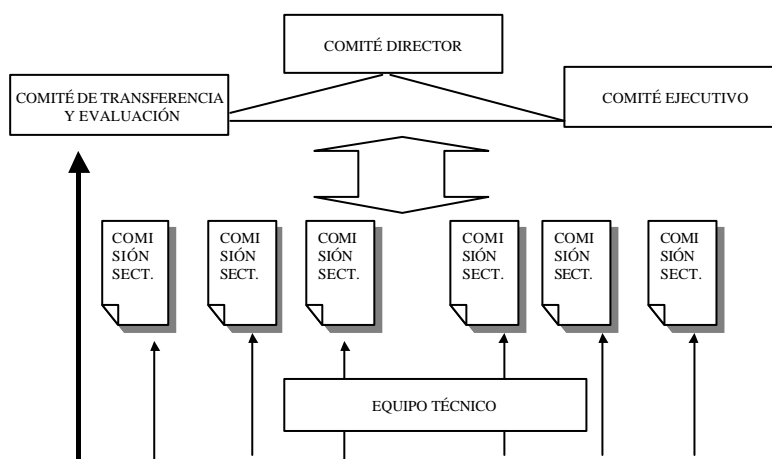 COMITÉ DIRECTOR
COMITÉ DE TRANSFERENCIA
Y EVALUACIÓN
COMITÉ EJECUTIVO
COMI
SIÓN
SECT.
COMI
SIÓN
SECT.
COMI
SIÓN
SECT.
COMI
SIÓN
SECT.
COMI
SIÓN
SECT.
COMI
SIÓN
SECT.
EQUIPO TÉCNICO